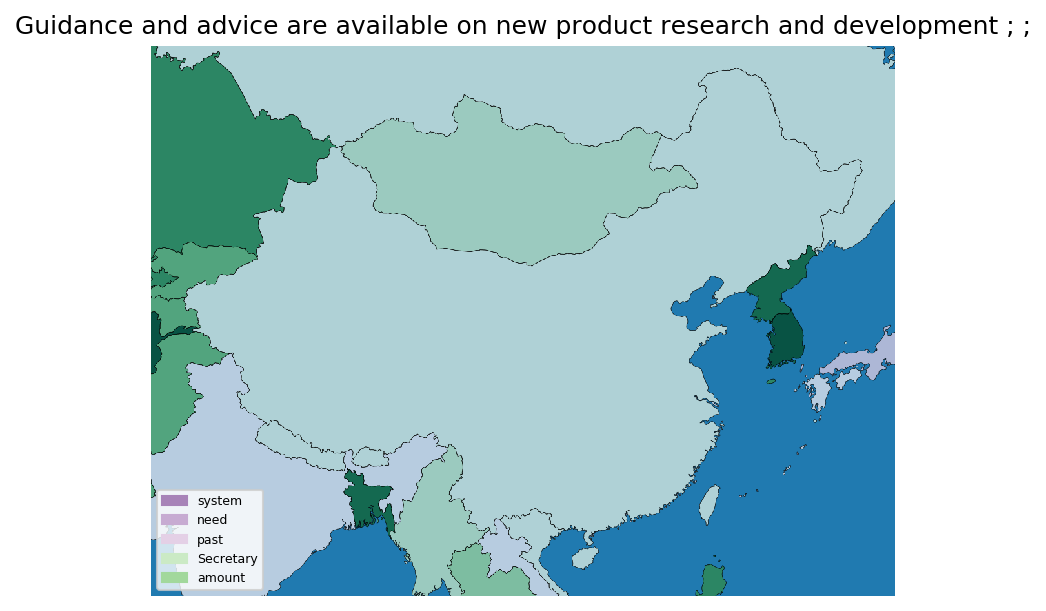 Guidance and advice are available on new product research and development ; ;
system
need
past
Secretary
amount